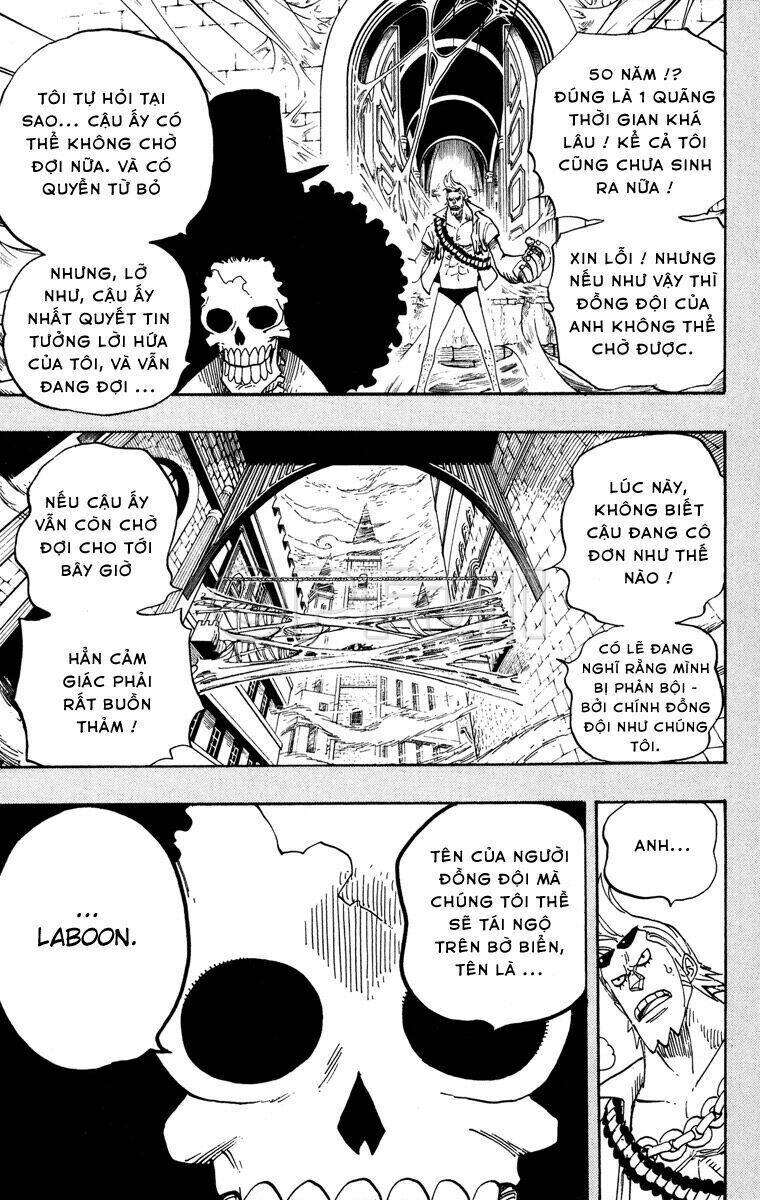 50 NĂM !?
ĐÚNG LÀ 1 QUÃNG
THỜI GIAN KHÁ
LÂU ! KỂ CẢ TÔI
CŨNG CHƯA SINH
RA NỮA !
XIN LỖI ! NHƯNG
NẾU NHƯ VẬY THÌ
ĐỒNG ĐỘI CỦA
ANH KHÔNG THỂ
CHỜ ĐƯỢC.
TÔI TỰ HỎI TẠI
SAO... CẬU ẤY CÓ
THỂ KHÔNG CHỜ
ĐỢI NỮA. VÀ CÓ
QUYỀN TỪ BỎ
NHƯNG, LỠ
NHƯ, CẬU ẤY
NHẤT QUYẾT TIN
TƯỞNG LỜI HỨA
CỦA TÔI, VÀ VẪN
ĐANG ĐỢI ...
LÚC NÀY,
KHÔNG BIẾT
CẬU ĐANG CÔ
ĐƠN NHƯ THẾ
NÀO !
CÓ LẼ ĐANG
NGHĨ RẰNG MÌNH
BỊ PHẢN BỘI -
BỞI CHÍNH ĐỒNG
ĐỘI NHƯ CHÚNG
TÔI.
NẾU CẬU ẤY
VẪN CÒN CHỜ
ĐỢI CHO TỚI
BÂY GIỜ
HẲN CẢM
GIÁC PHẢI
RẤT BUỒN
THẢM !
ANH...
TÊN CỦA NGƯỜI
ĐỒNG ĐỘI MÀ
CHÚNG TÔI THỀ
SẼ TÁI NGỘ
TRÊN BỜ BIỂN,
TÊN LÀ ...
...
LABOON.